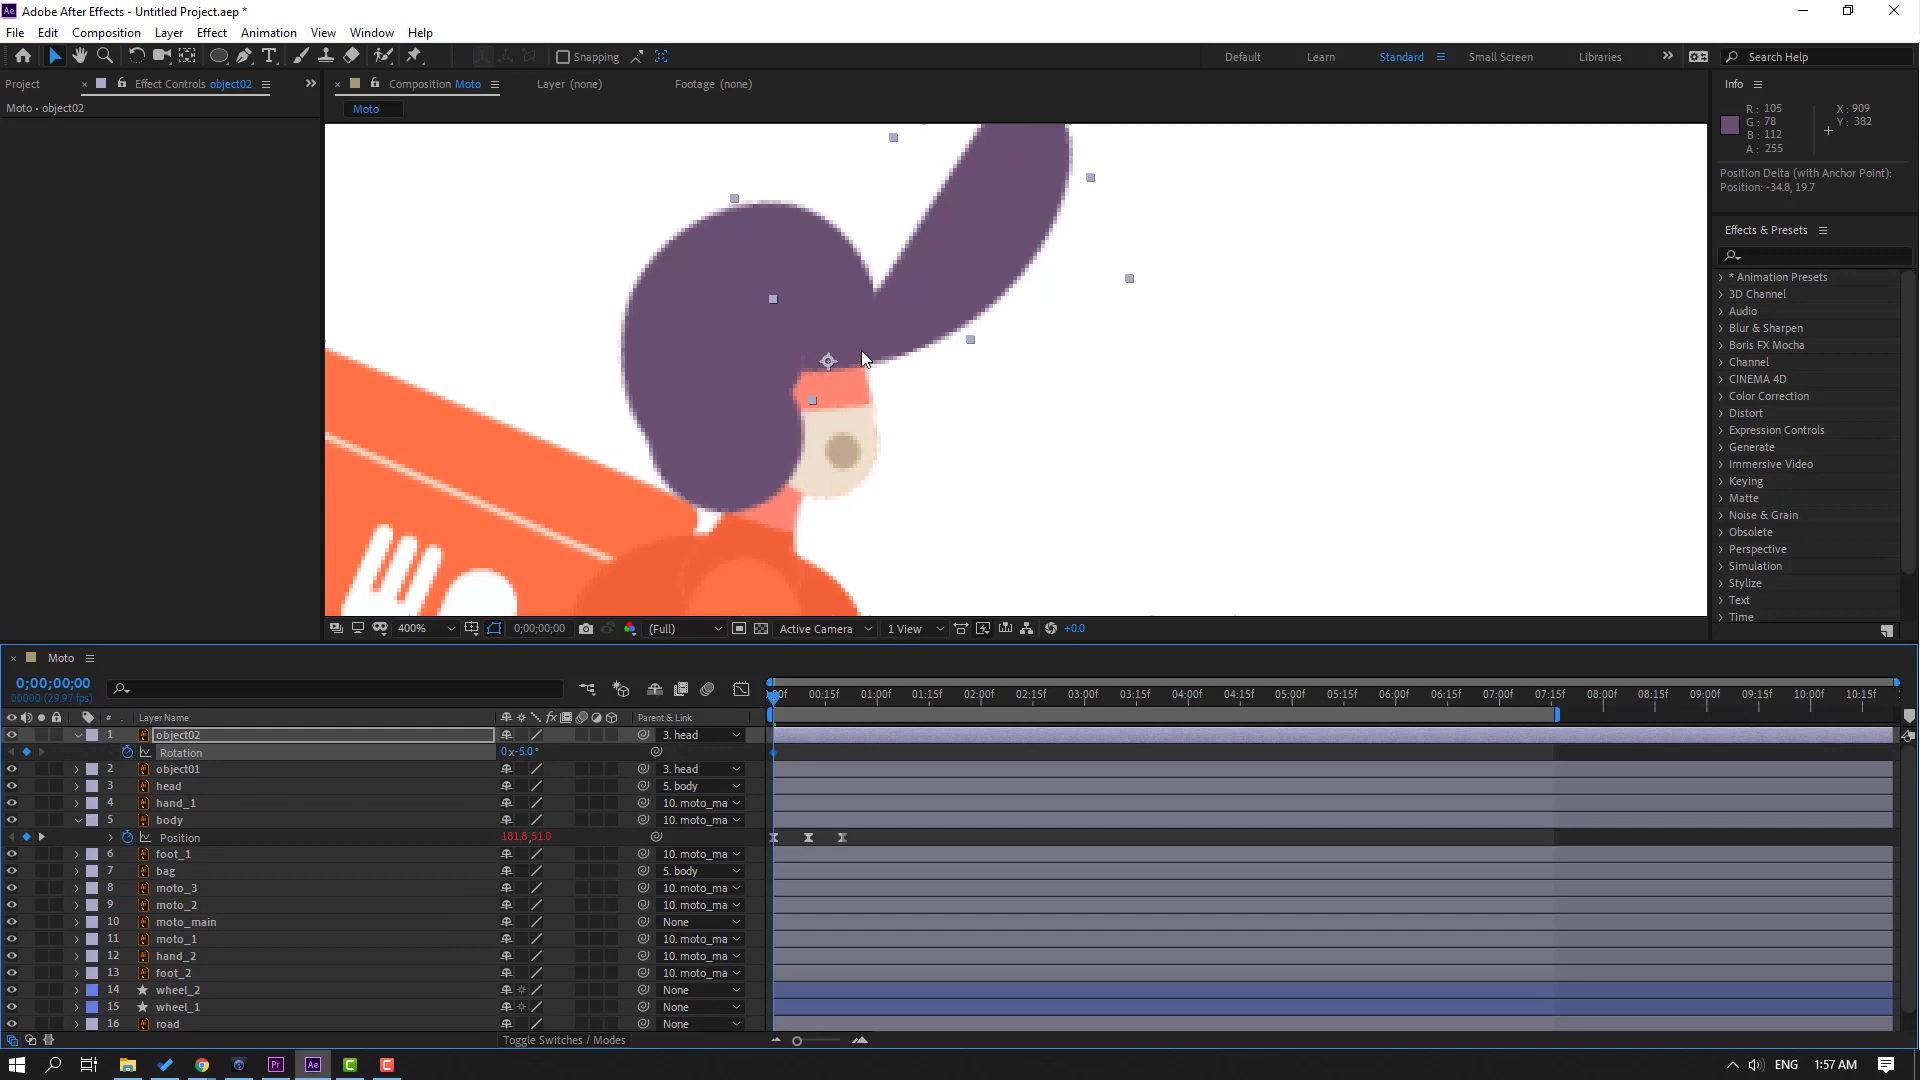 Adobe After Effects - Untitled Project.aep *
File Edit Composition Layer Effect Animation View Window Help
Snapping
Default Learn Standard Small Screen Libraries Search Help
Project Effect Controls object02 Composition Moto Layer (none) Footage (none) Info
Moto • object02
Moto
R : 105 X : 909
G : 78 Y : 382
B : 112
A : 255
Position Delta (with Anchor Point):
Position: -34.8, 19.7
Effects & Presets
* Animation Presets
3D Channel
Audio
Blur & Sharpen
Boris FX Mocha
Channel
CINEMA 4D
Color Correction
Distort
Expression Controls
Generate
Immersive Video
Keying
Matte
Noise & Grain
Obsolete
Perspective
Simulation
Stylize
Text
Time
400% 0;00;00;00 (Full) Active Camera 1 View +0.0
Moto
0;00;00;00
00000 (29.97 fps)
:00f 00:15f 01:00f 01:15f 02:00f 02:15f 03:00f 03:15f 04:00f 04:15f 05:00f 05:15f 06:00f 06:15f 07:00f 07:15f 08:00f 08:15f 09:00f 09:15f 10:00f 10:15f
# Layer Name fx Parent & Link
1 object02 3. head
Rotation 0 x -5.0 °
2 object01 3. head
3 head 5. body
4 hand_1 10. moto_ma
5 body 10. moto_ma
Position 181.8, 51.0
6 foot_1 10. moto_ma
7 bag 5. body
8 moto_3 10. moto_ma
9 moto_2 10. moto_ma
10 moto_main None
11 moto_1 10. moto_ma
12 hand_2 10. moto_ma
13 foot_2 10. moto_ma
14 wheel_2 None
15 wheel_1 None
16 road None
Toggle Switches / Modes
Pr Ae C C ENG 1:57 AM